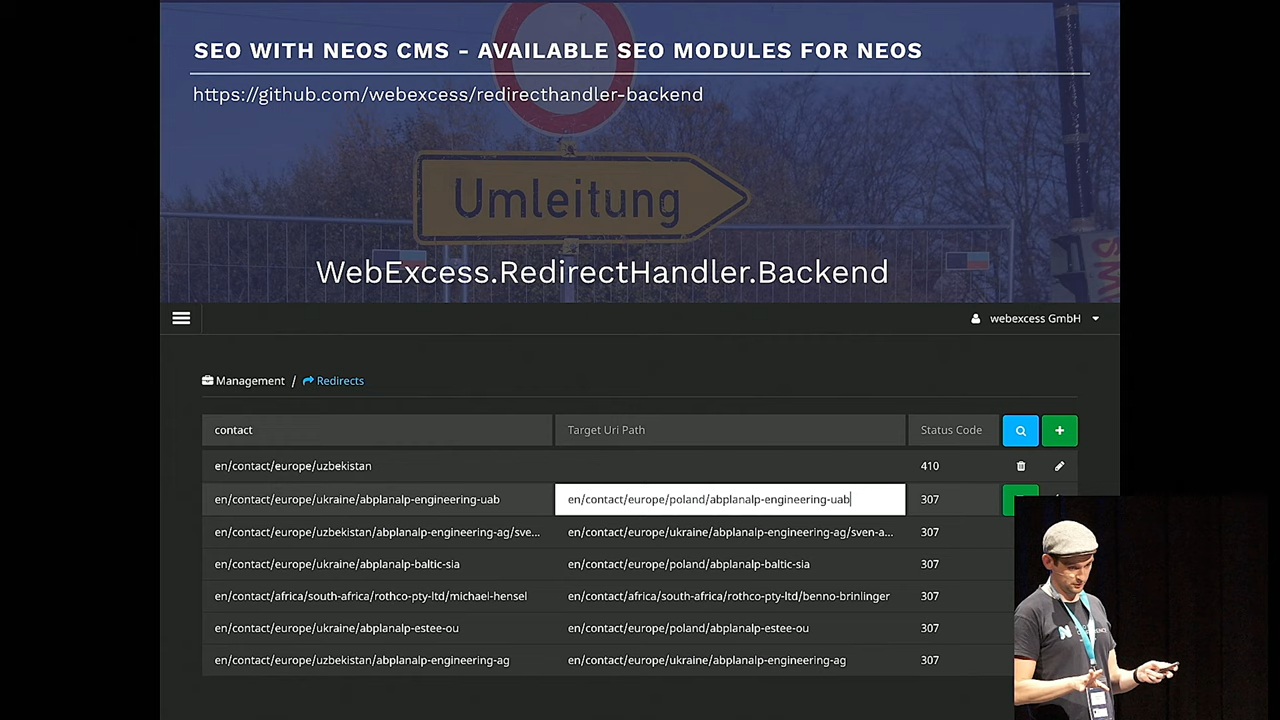 SEO WITH NEOS CMS - AVAILABLE SEO MODULES FOR NEOS
https://github.com/webexcess/redirecthandler-backend
Umleitung
WebExcess.RedirectHandler.Backend
webexcess GmbH
Management / Redirects
contact Target Uri Path Status Code
en/contact/europe/uzbekistan 410
en/contact/europe/ukraine/abplanalp-engineering-uab en/contact/europe/poland/abplanalp-engineering-uab 307
en/contact/europe/uzbekistan/abplanalp-engineering-ag/sve... en/contact/europe/ukraine/abplanalp-engineering-ag/sven-a... 307
en/contact/europe/ukraine/abplanalp-baltic-sia en/contact/europe/poland/abplanalp-baltic-sia 307
en/contact/africa/south-africa/rothco-pty-ltd/michael-hensel en/contact/africa/south-africa/rothco-pty-ltd/benno-brinlinger 307
en/contact/europe/ukraine/abplanalp-estee-ou en/contact/europe/poland/abplanalp-estee-ou 307
en/contact/europe/uzbekistan/abplanalp-engineering-ag en/contact/europe/ukraine/abplanalp-engineering-ag 307